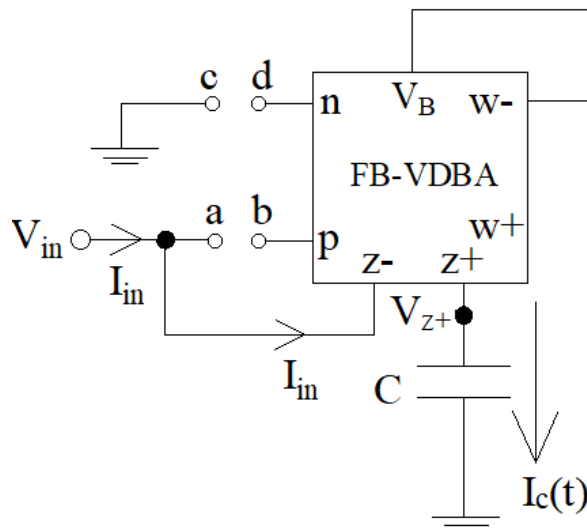 c d n V_B w-
FB-VDBA
V_in a b p w+
I_in z- z+
V_z+
I_in C
I_c(t)